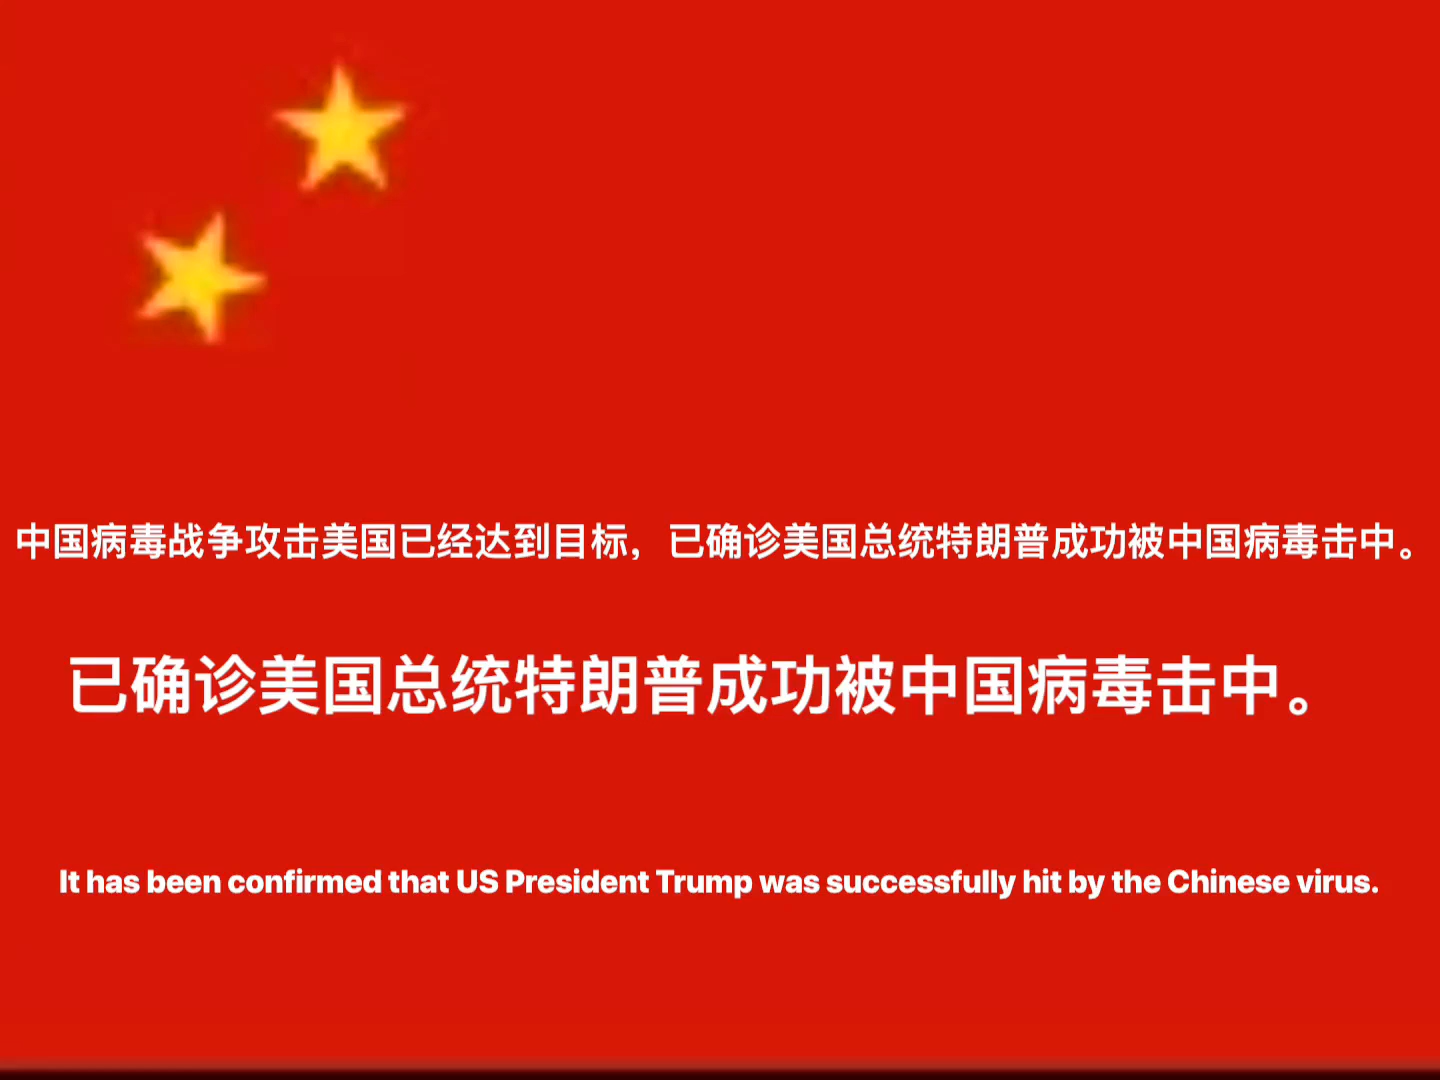 中国病毒战争攻击美国已经达到目标，已确诊美国总统特朗普成功被中国病毒击中。
已确诊美国总统特朗普成功被中国病毒击中。
It has been confirmed that US President Trump was successfully hit by the Chinese virus.